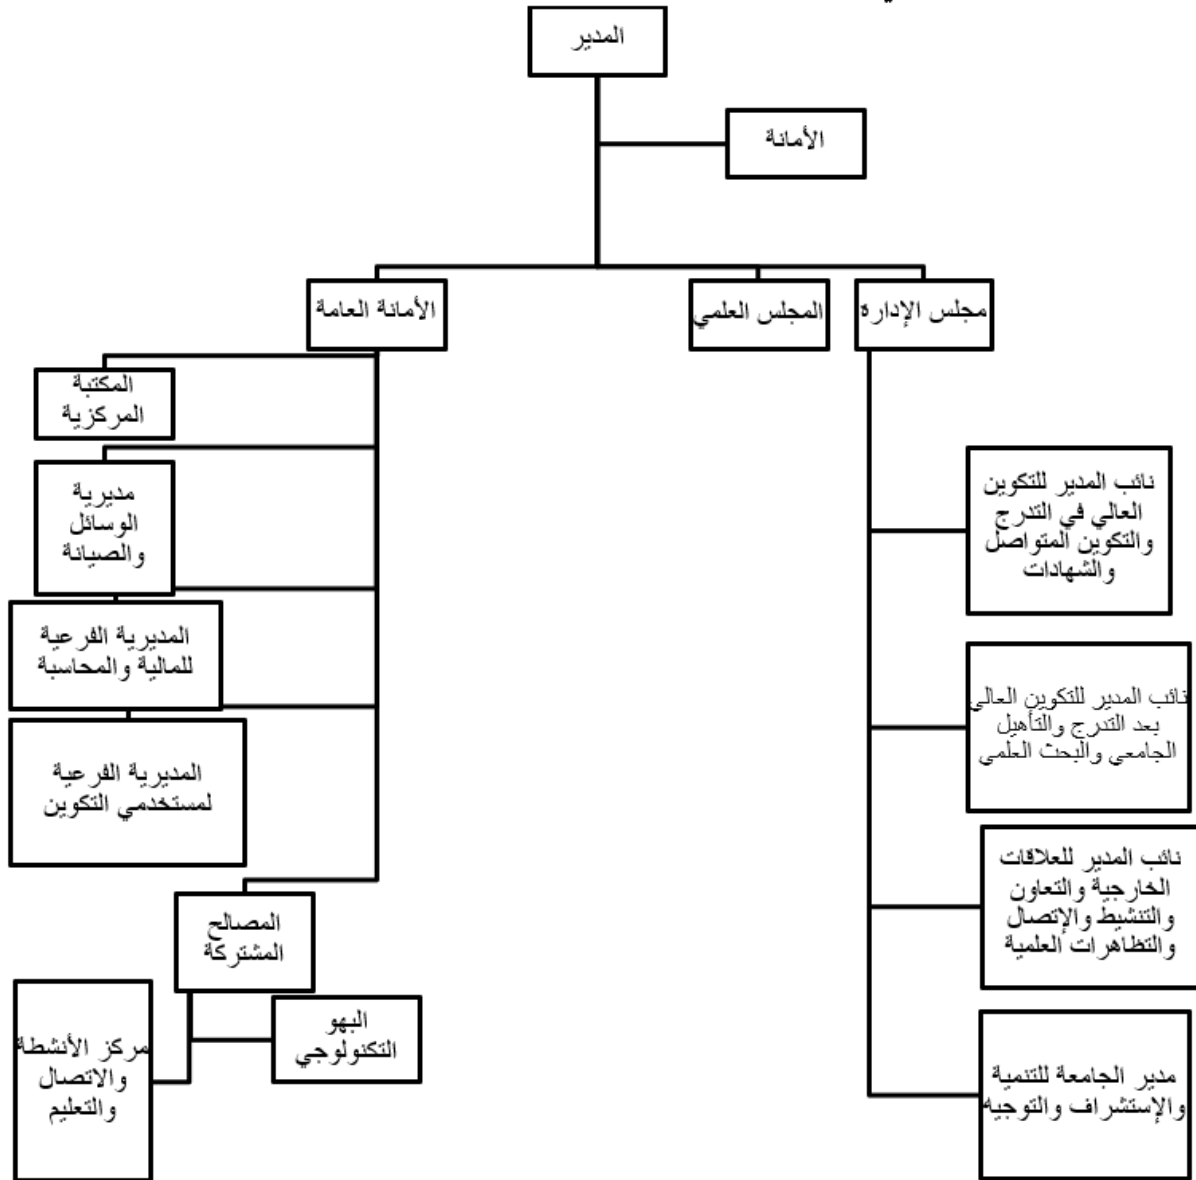 المدير
الأمانة
مجلس الإداره
المجلس العلمي
الأمانة العامة
نائب المدير للتكوين
العالي في التدرج
والتكوين المتواصل
والشهادات
نائب المدير للتكوين العالي
بعد التدرج والتأهيل
الجامعي والبحث العلمي
نائب المدير للعلاقات
الخارجية والتعاون
والتنشيط والإتصال
والتظاهرات العلمية
مدير الجامعة للتنمية
والإستشراف والتوجيه
المكتبة
المركزية
مديرية
الوسائل
والصيانة
المديرية الفرعية
للمالية والمحاسبة
المديرية الفرعية
لمستخدمي التكوين
المصالح
المشتركة
البهو
التكنولوجي
مركز الأنشطة
والاتصال
والتعليم